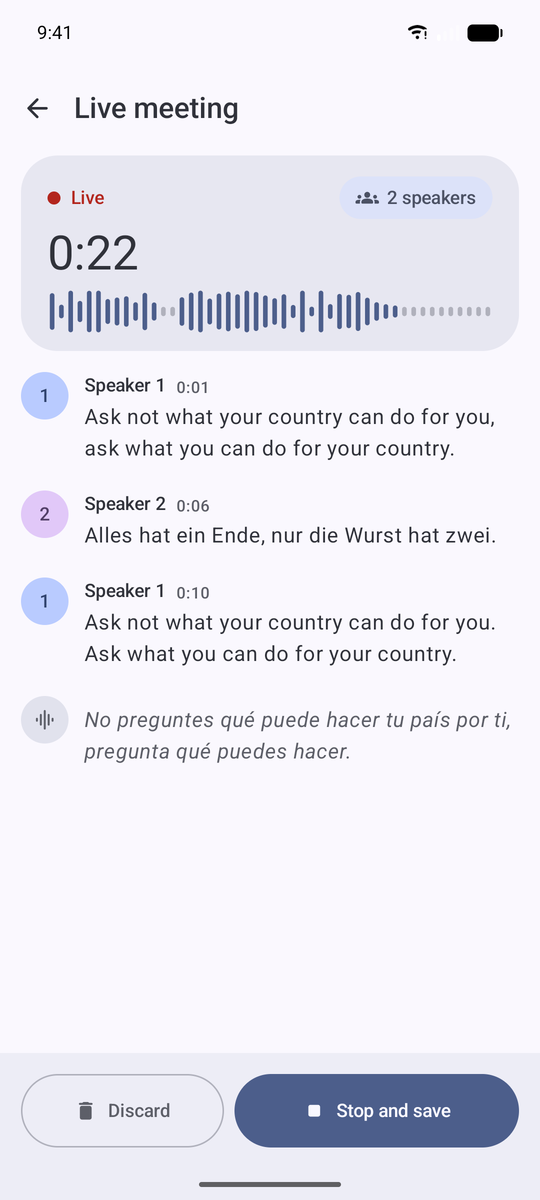 9:41
Live meeting
Live
2 speakers
0:22
1
Speaker 1 0:01
Ask not what your country can do for you,
ask what you can do for your country.
2
Speaker 2 0:06
Alles hat ein Ende, nur die Wurst hat zwei.
1
Speaker 1 0:10
Ask not what your country can do for you.
Ask what you can do for your country.
No preguntes qué puede hacer tu país por ti,
pregunta qué puedes hacer.
Discard
Stop and save